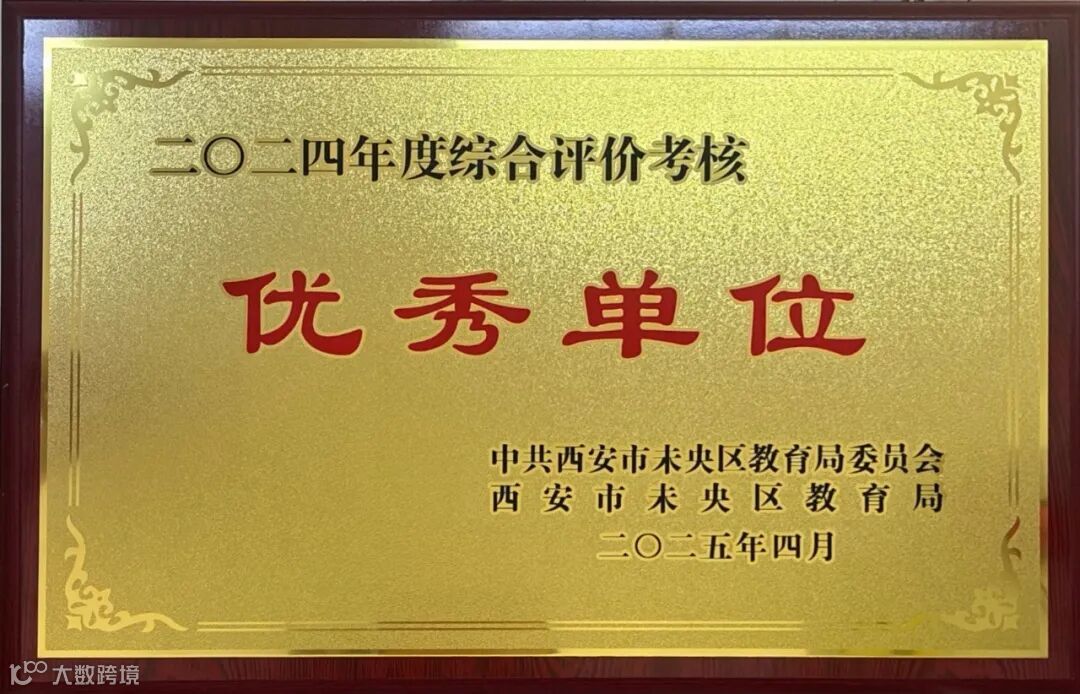 二〇二四年度综合评价考核
优秀单位
中共西安市未央区教育局委员会
西安市未央区教育局
二〇二五年四月
大数跨境